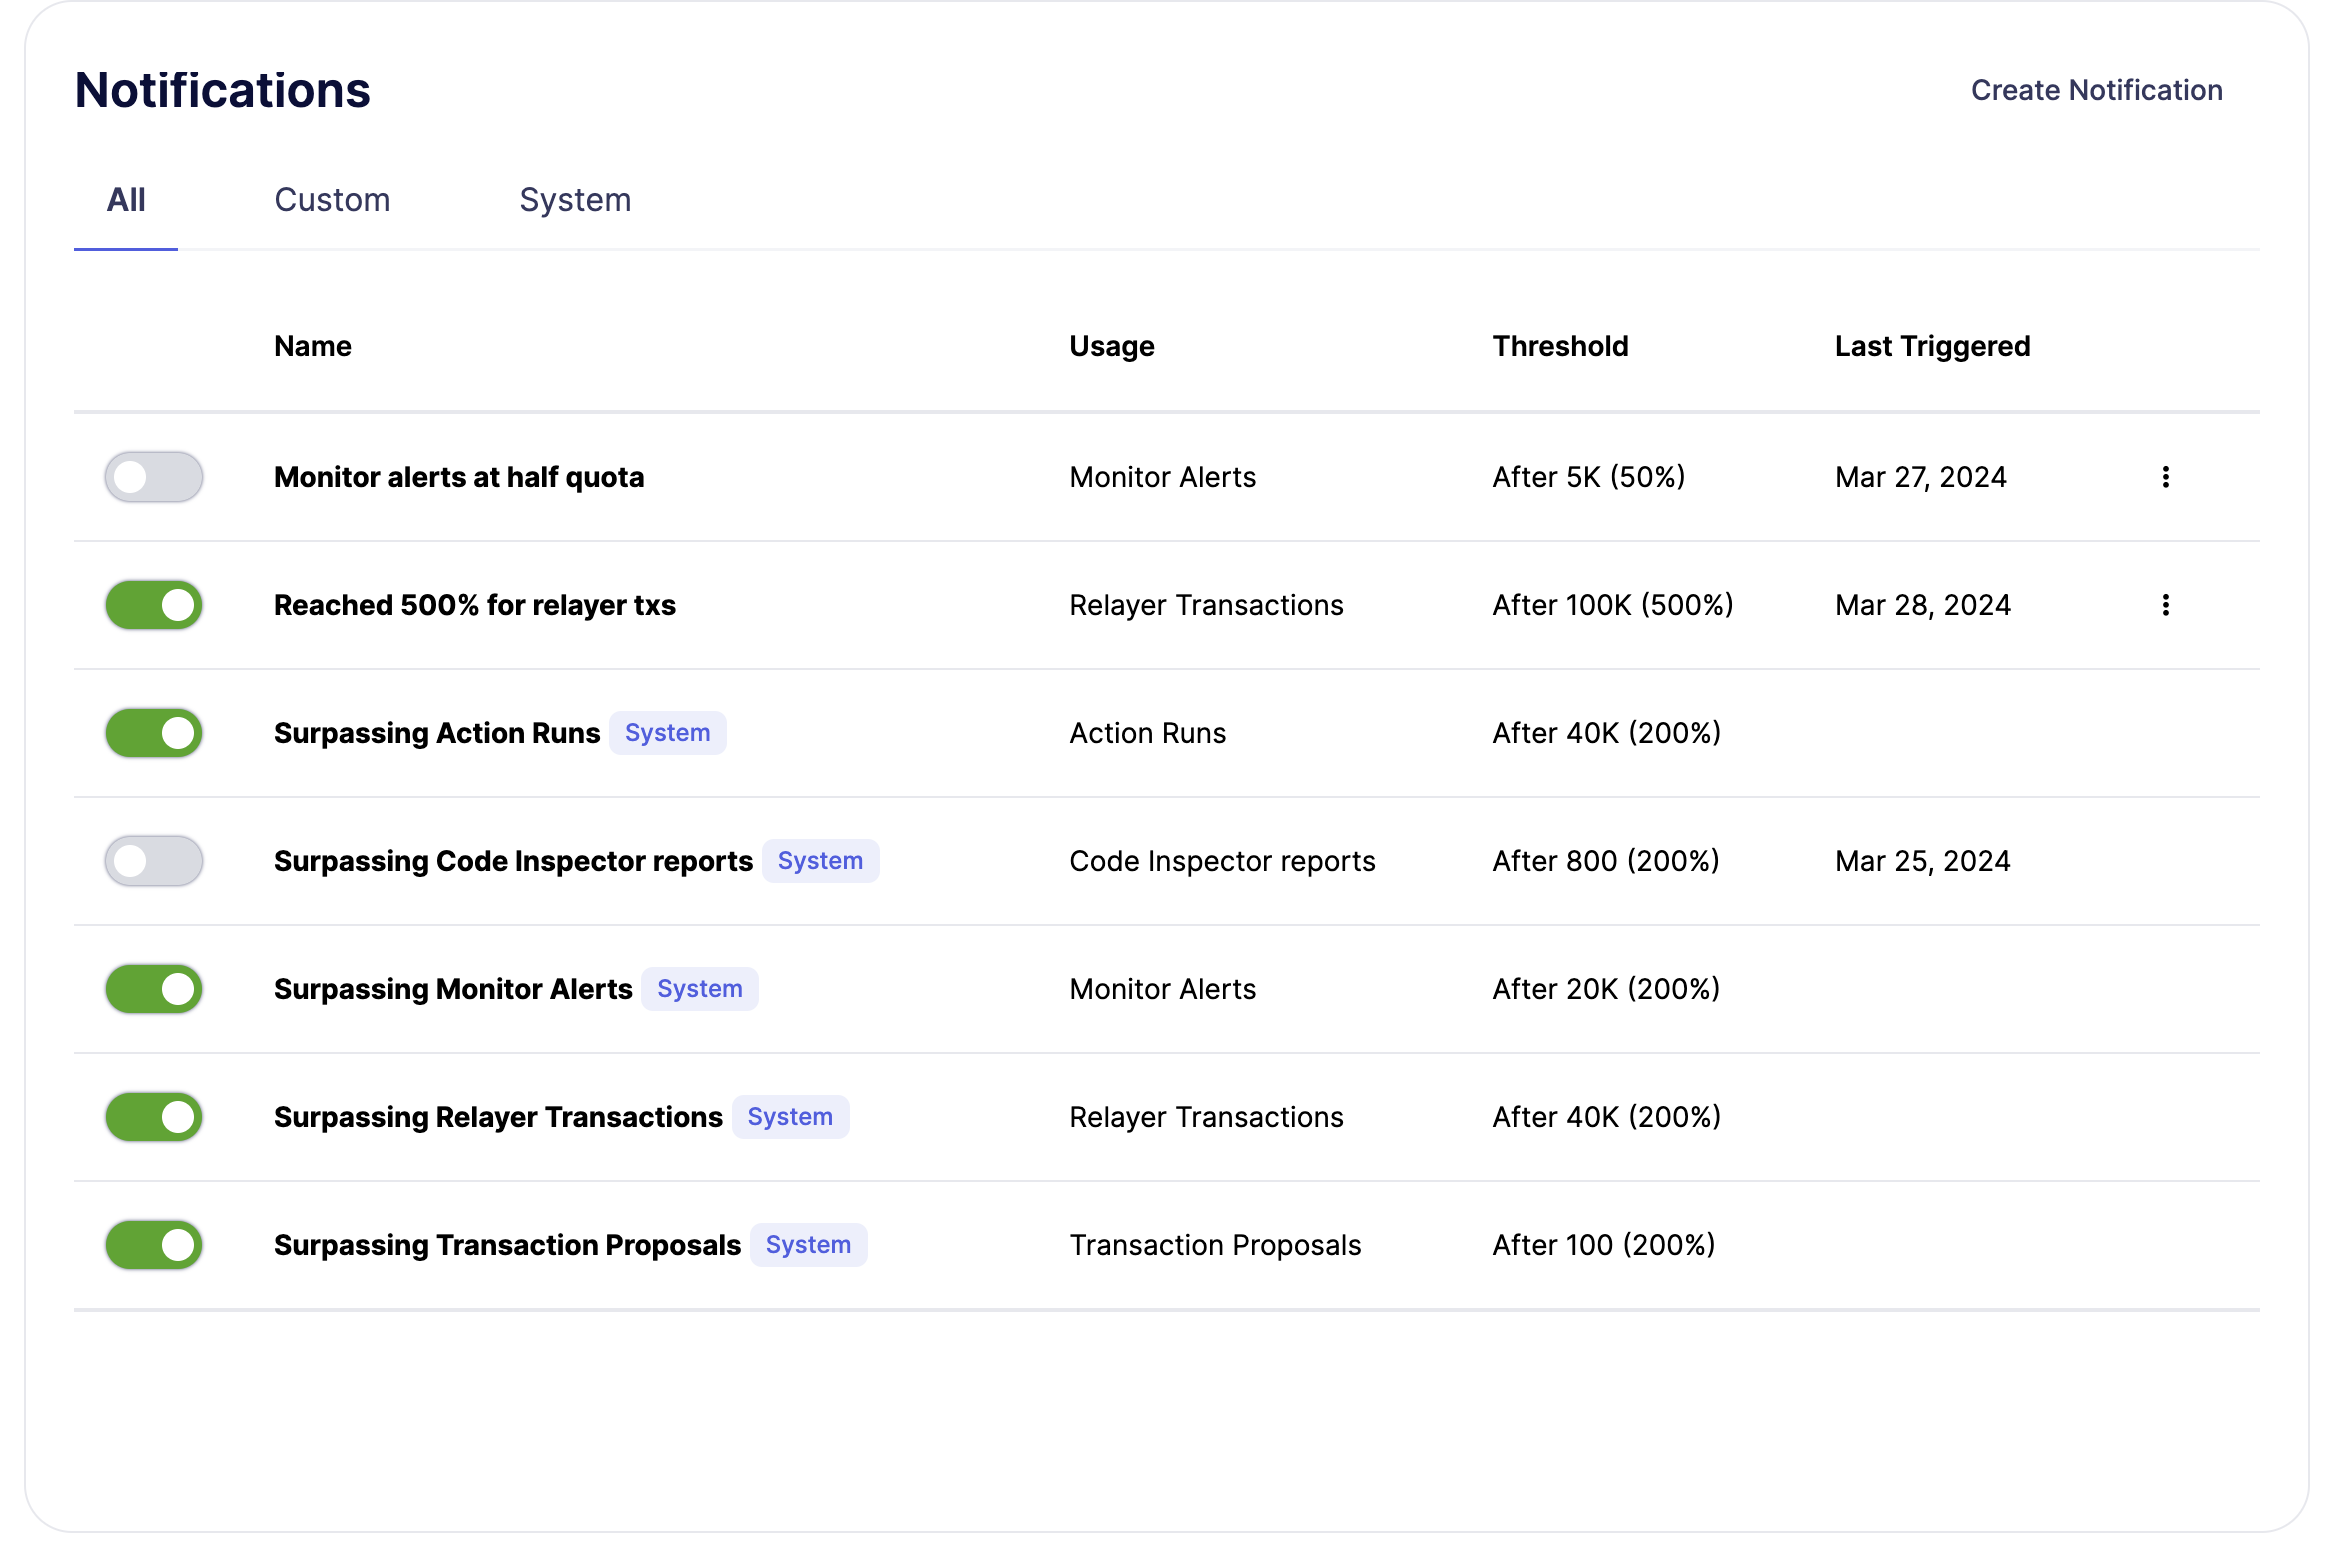 Notifications Create Notification
All Custom System
Name Usage Threshold Last Triggered
Monitor alerts at half quota Monitor Alerts After 5K (50%) Mar 27, 2024
Reached 500% for relayer txs Relayer Transactions After 100K (500%) Mar 28, 2024
Surpassing Action Runs System Action Runs After 40K (200%)
Surpassing Code Inspector reports System Code Inspector reports After 800 (200%) Mar 25, 2024
Surpassing Monitor Alerts System Monitor Alerts After 20K (200%)
Surpassing Relayer Transactions System Relayer Transactions After 40K (200%)
Surpassing Transaction Proposals System Transaction Proposals After 100 (200%)